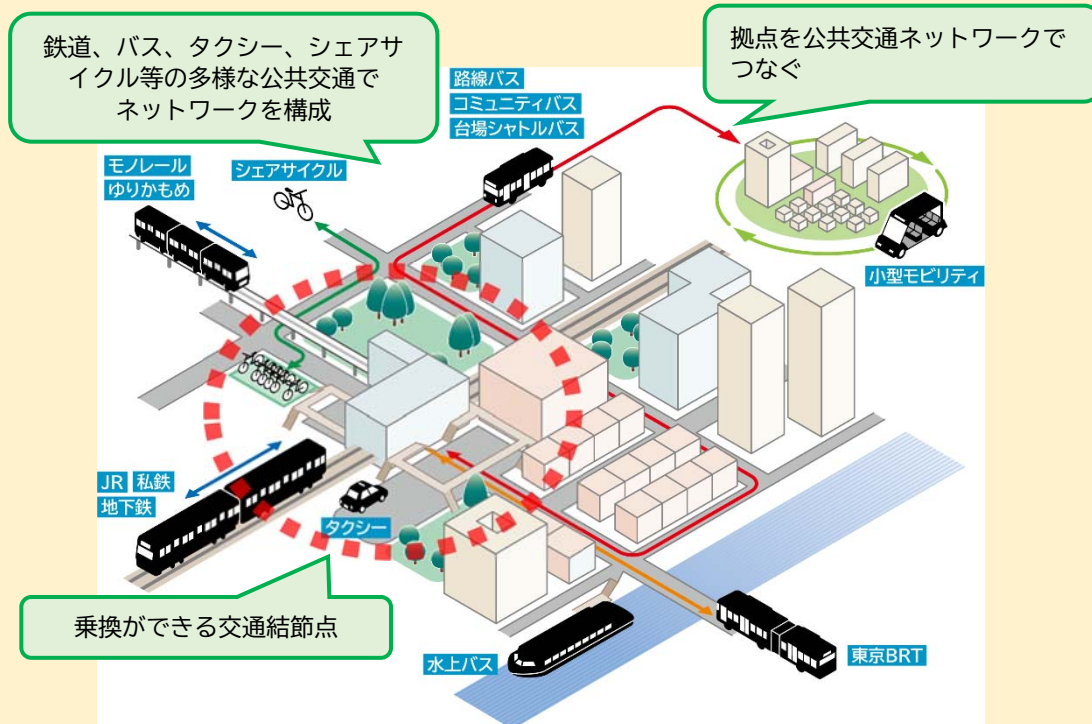 鉄道、バス、タクシー、シェアサ
イクル等の多様な公共交通で
ネットワークを構成
拠点を公共交通ネットワークで
つなぐ
路線バス
コミュニティバス
台場シャトルバス
モノレール
ゆりかもめ
シェアサイクル
小型モビリティ
JR 私鉄
地下鉄
タクシー
乗換ができる交通結節点
水上バス
東京BRT